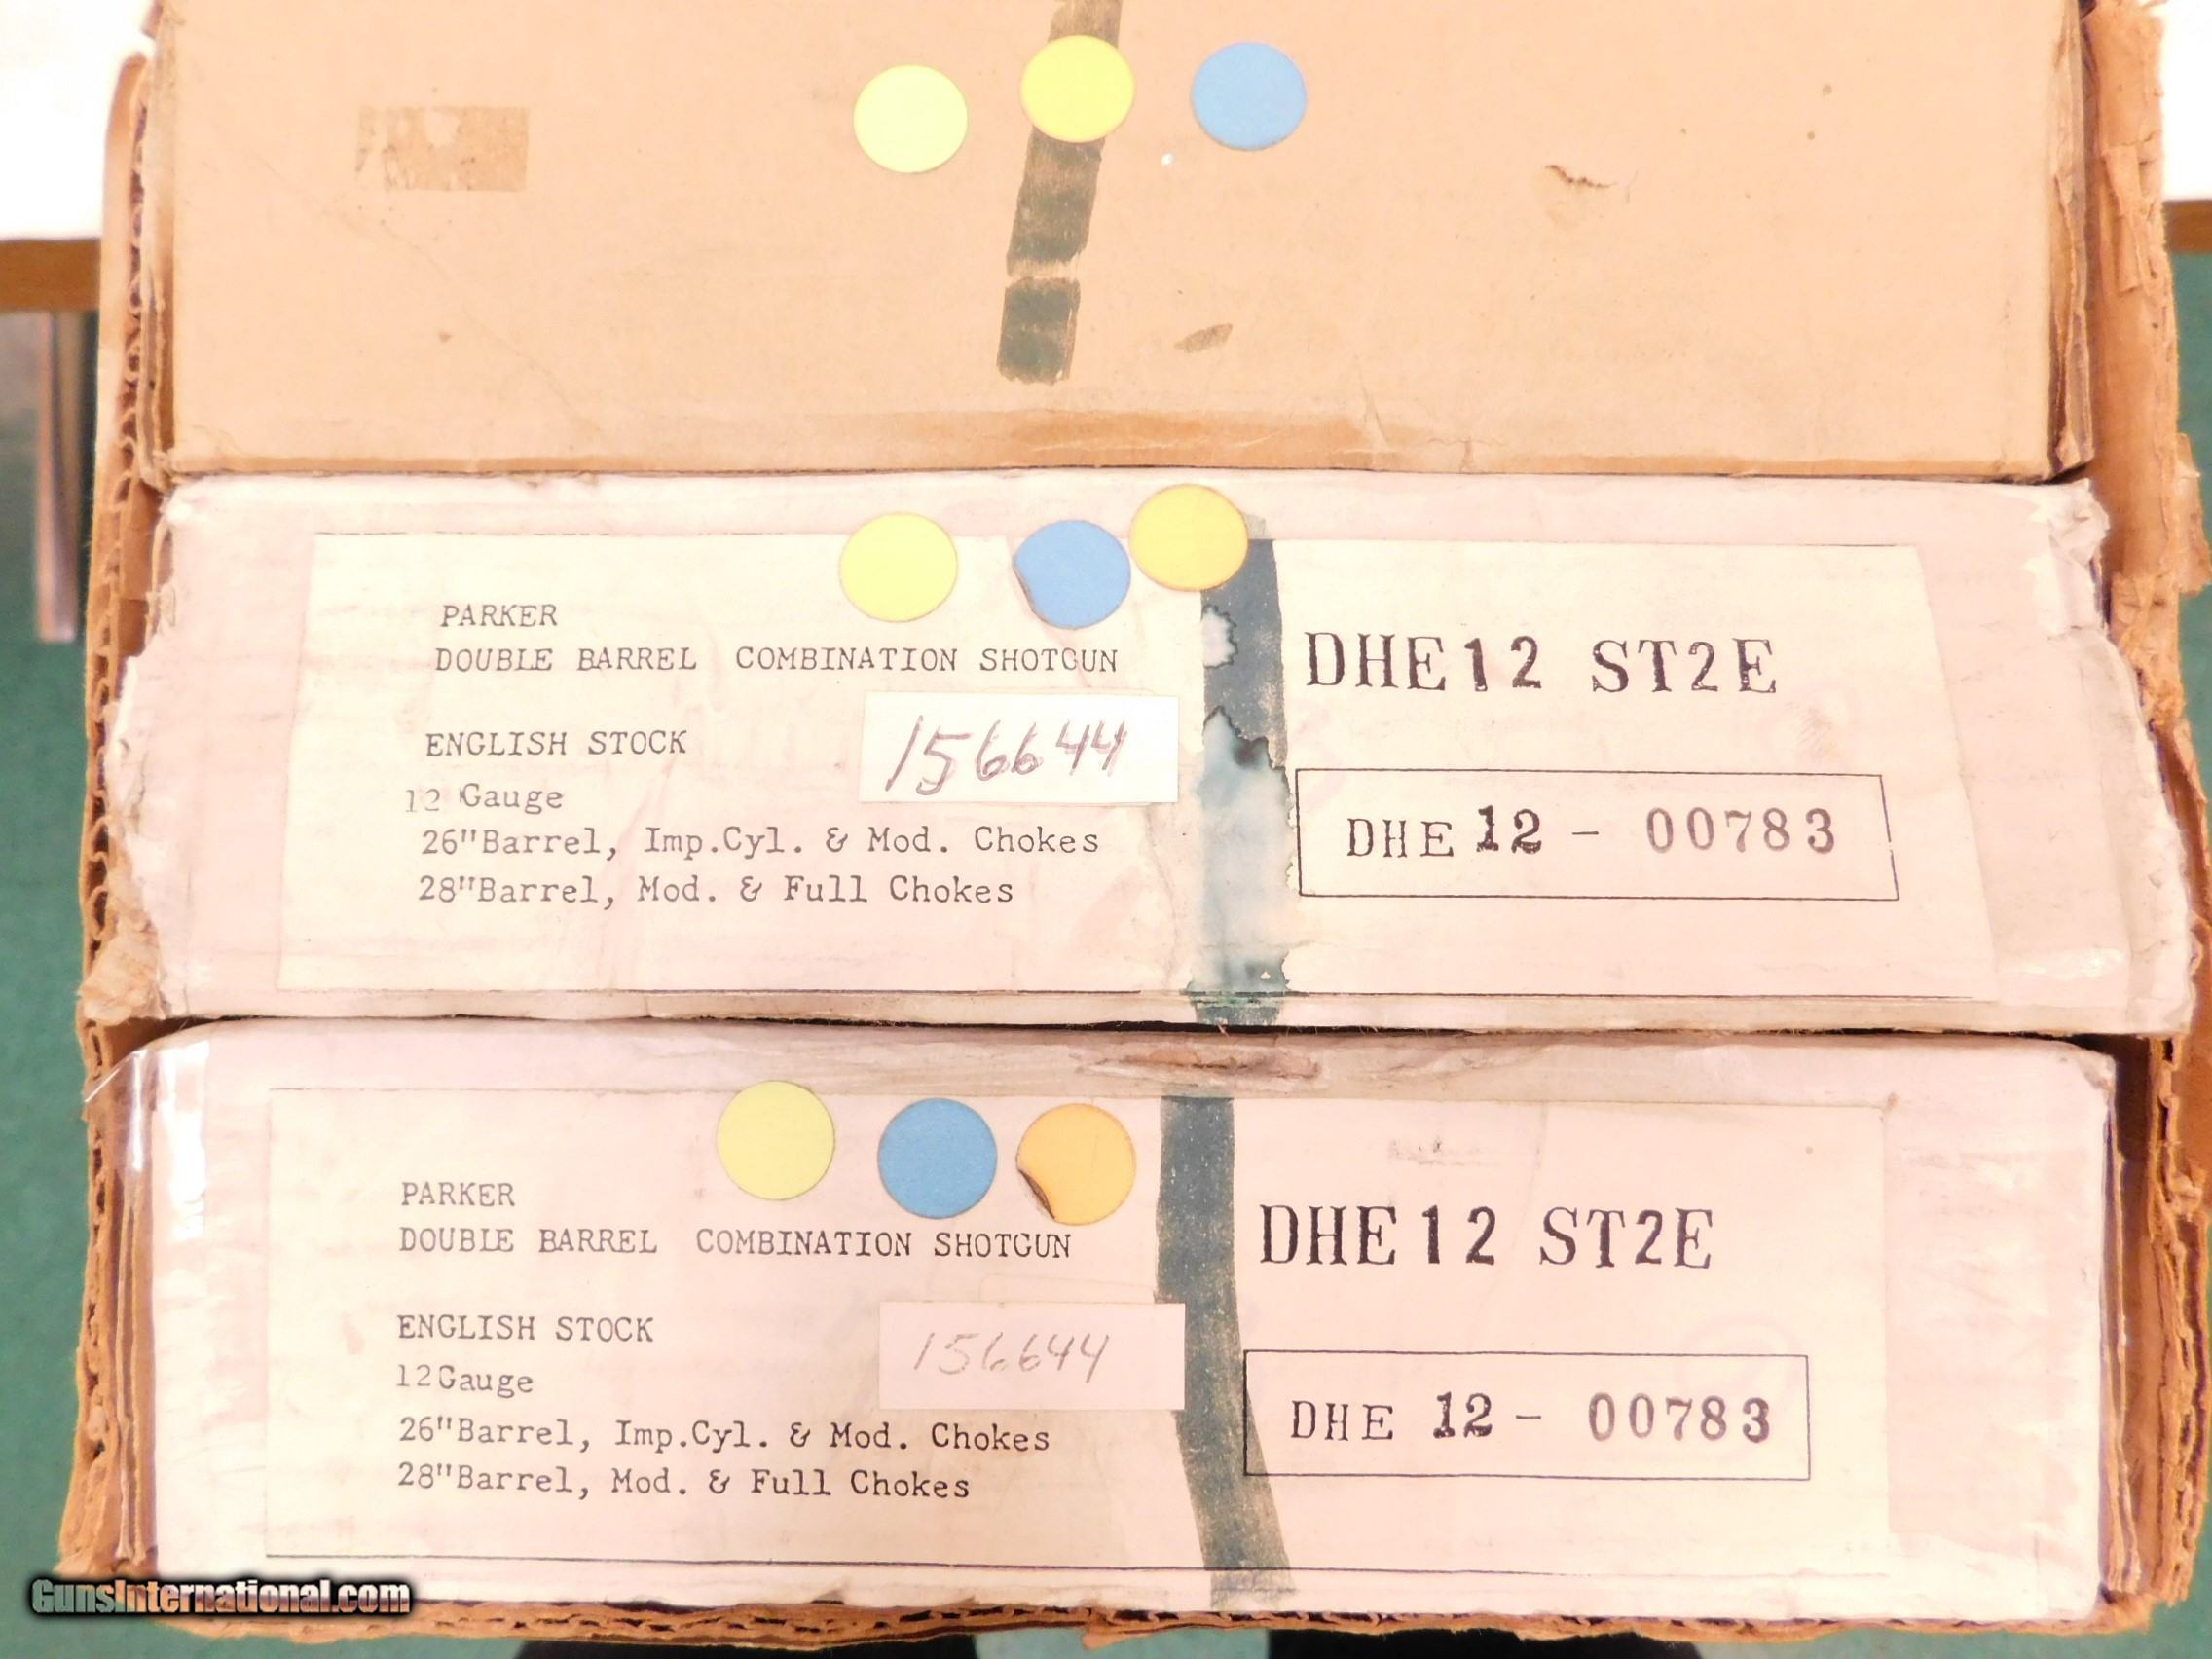 PARKER
DOUBLE BARREL COMBINATION SHOTGUN
ENGLISH STOCK
12 Gauge
26"Barrel, Imp.Cyl. & Mod. Chokes
28"Barrel, Mod. & Full Chokes
156644
DHE12 ST2E
DHE 12 - 00783
PARKER
DOUBLE BARREL COMBINATION SHOTGUN
ENGLISH STOCK
12Gauge
26"Barrel, Imp.Cyl. & Mod. Chokes
28"Barrel, Mod. & Full Chokes
156644
DHE12 ST2E
DHE 12 - 00783
GunsInternational.com